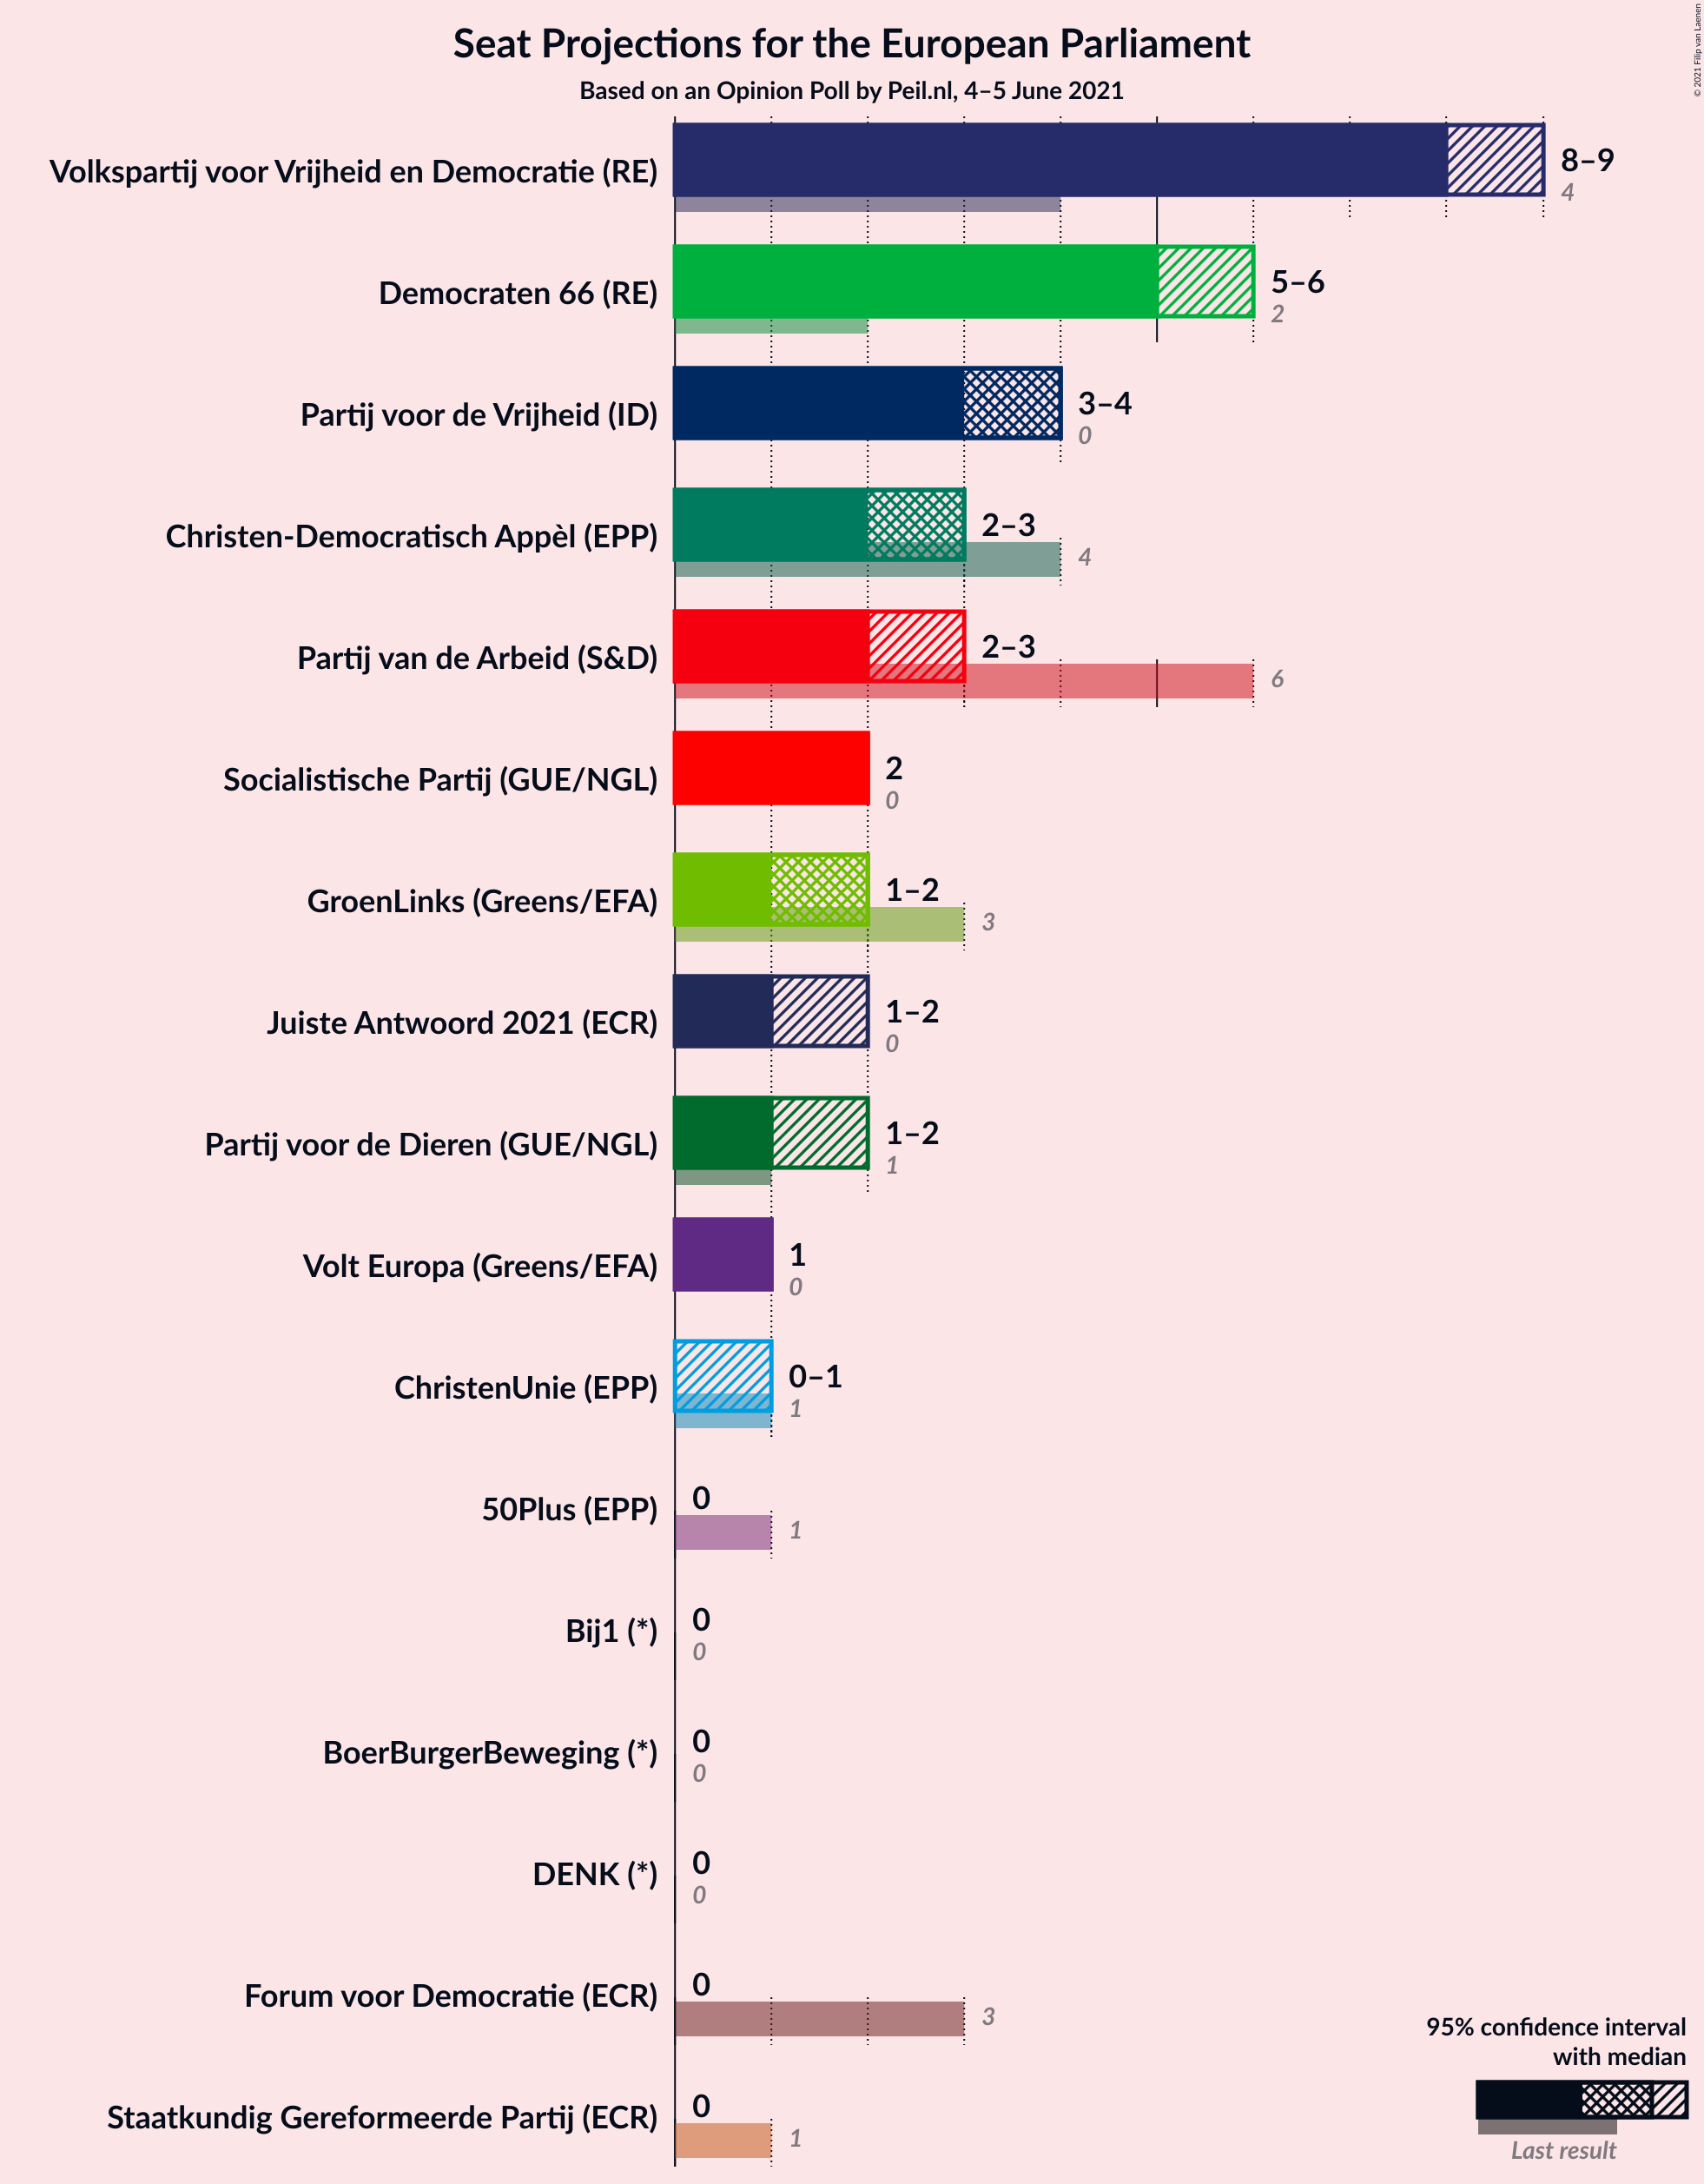 Seat Projections for the European Parliament
Based on an Opinion Poll by Peil.nl, 4–5 June 2021
© 2021 Filip van Laenen
Volkspartij voor Vrijheid en Democratie (RE)
8–9
4
Democraten 66 (RE)
5–6
2
Partij voor de Vrijheid (ID)
3–4
0
Christen-Democratisch Appèl (EPP)
2–3
4
Partij van de Arbeid (S&D)
2–3
6
Socialistische Partij (GUE/NGL)
2
0
GroenLinks (Greens/EFA)
1–2
3
Juiste Antwoord 2021 (ECR)
1–2
0
Partij voor de Dieren (GUE/NGL)
1–2
1
Volt Europa (Greens/EFA)
1
0
ChristenUnie (EPP)
0–1
1
50Plus (EPP)
0
1
Bij1 (*)
0
0
BoerBurgerBeweging (*)
0
0
DENK (*)
0
0
Forum voor Democratie (ECR)
0
3
Staatkundig Gereformeerde Partij (ECR)
0
1
95% confidence interval
with median
Last result